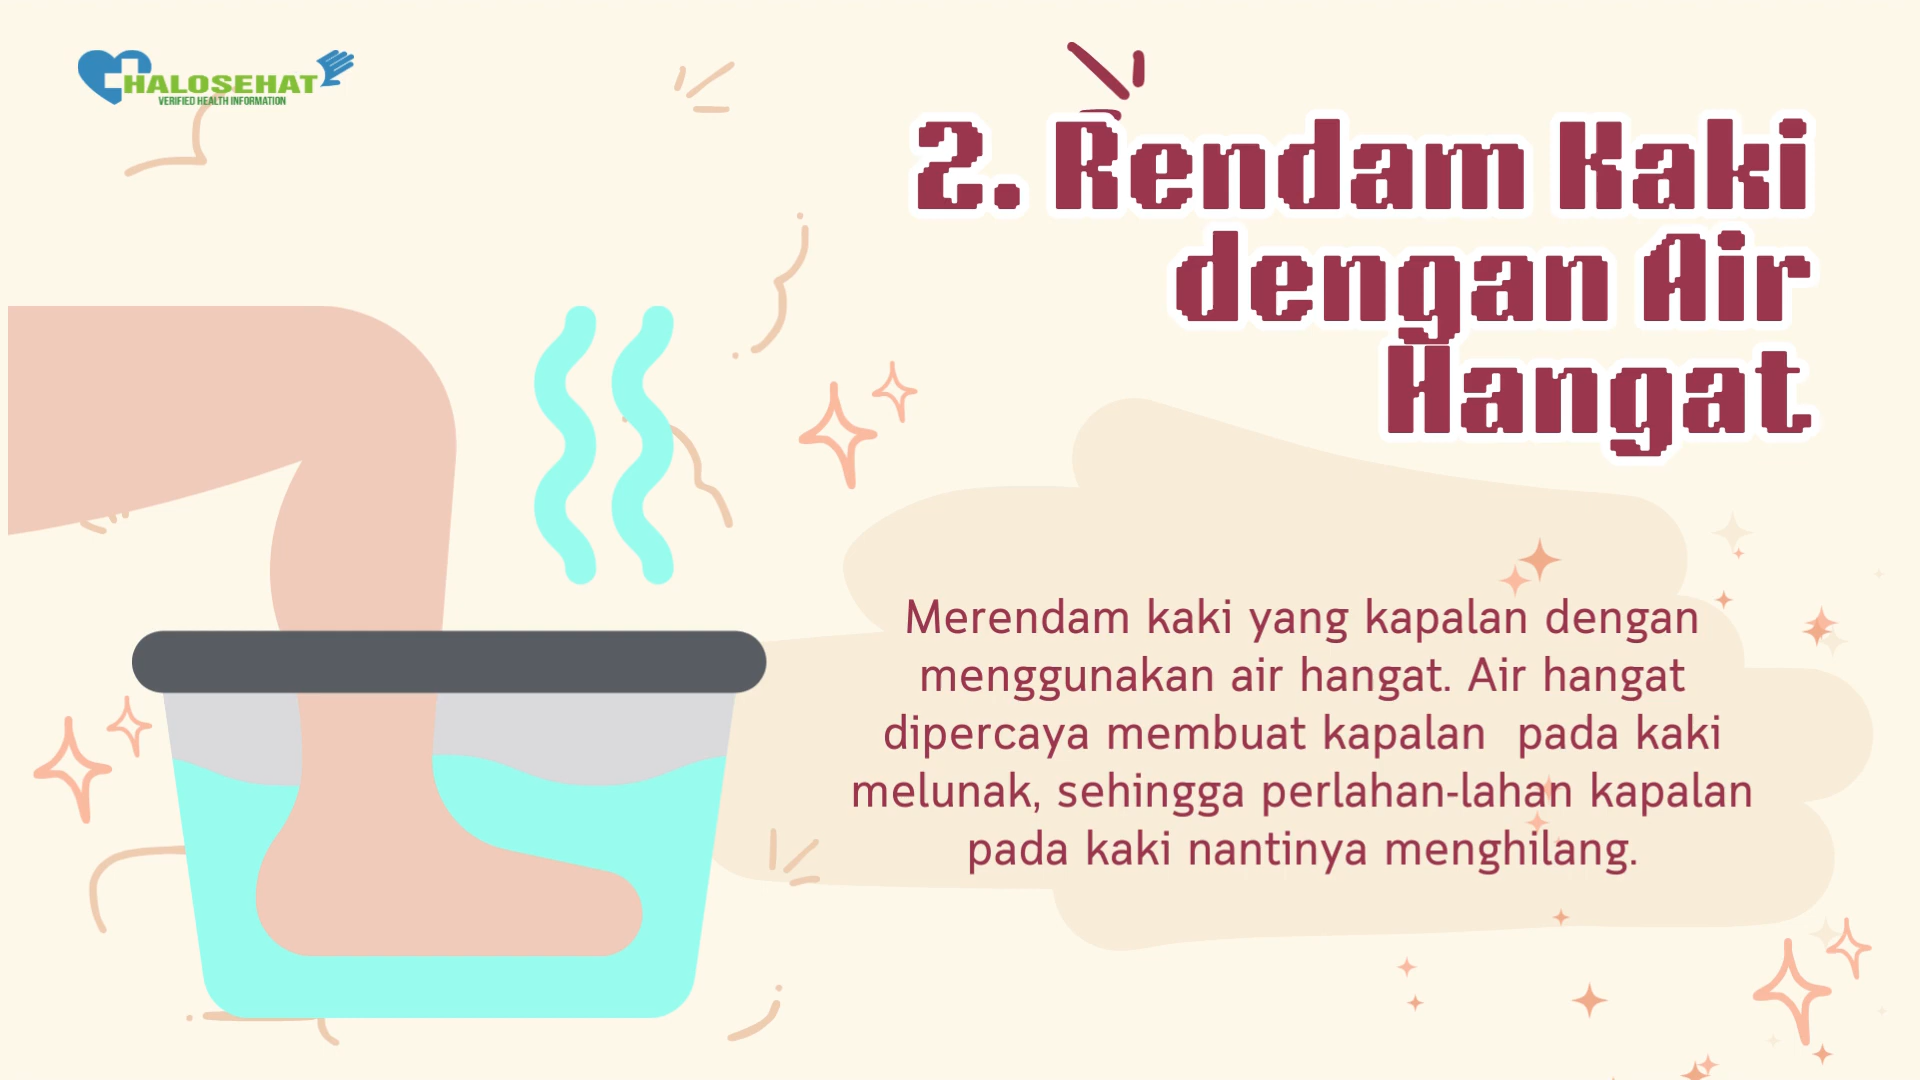 HALOSEHAT
VERIFIED HEALTH INFORMATION
2. Rendam Kaki
dengan Air
Hangat
Merendam kaki yang kapalan dengan
menggunakan air hangat. Air hangat
dipercaya membuat kapalan  pada kaki
melunak, sehingga perlahan-lahan kapalan
pada kaki nantinya menghilang.